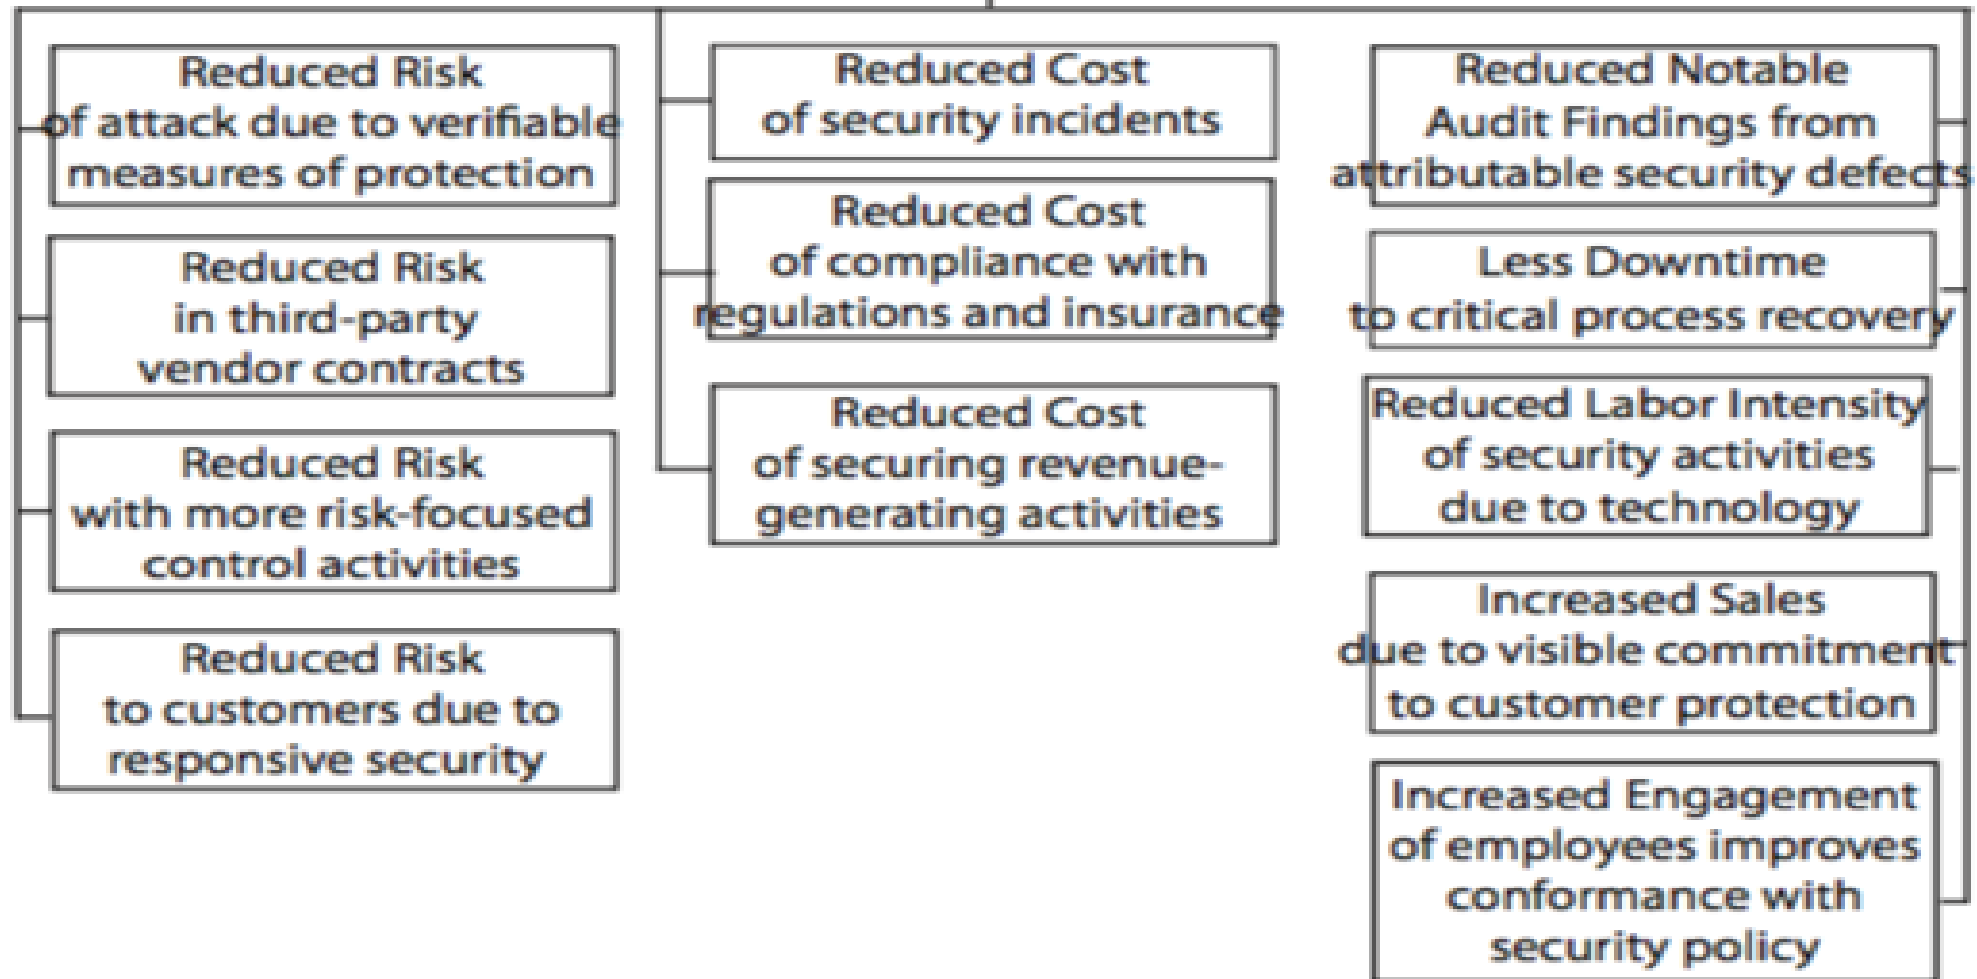 Reduced Risk
of attack due to verifiable
measures of protection
Reduced Risk
in third-party
vendor contracts
Reduced Risk
with more risk-focused
control activities
Reduced Risk
to customers due to
responsive security
Reduced Cost
of security incidents
Reduced Cost
of compliance with
regulations and insurance
Reduced Cost
of securing revenue-
generating activities
Reduced Notable
Audit Findings from
attributable security defects
Less Downtime
to critical process recovery
Reduced Labor Intensity
of security activities
due to technology
Increased Sales
due to visible commitment
to customer protection
Increased Engagement
of employees improves
conformance with
security policy